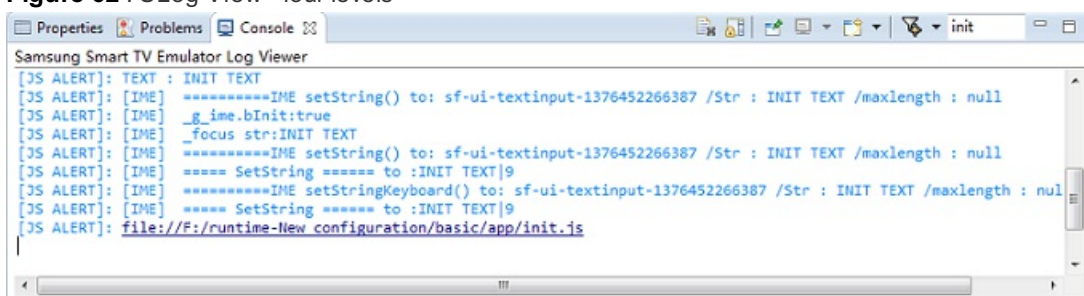 Properties Problems Console init
Samsung Smart TV Emulator Log Viewer
[JS ALERT]: TEXT : INIT TEXT
[JS ALERT]: [IME] ==========IME setString() to: sf-ui-textinput-1376452266387 /Str : INIT TEXT /maxlength : null
[JS ALERT]: [IME] _g_ime.bInit:true
[JS ALERT]: [IME] _focus str:INIT TEXT
[JS ALERT]: [IME] ==========IME setString() to: sf-ui-textinput-1376452266387 /Str : INIT TEXT /maxlength : null
[JS ALERT]: [IME] ===== SetString ====== to :INIT TEXT|9
[JS ALERT]: [IME] ==========IME setStringKeyboard() to: sf-ui-textinput-1376452266387 /Str : INIT TEXT /maxlength : nul
[JS ALERT]: [IME] ===== SetString ====== to :INIT TEXT|9
[JS ALERT]: file://F:/runtime-New configuration/basic/app/init.js